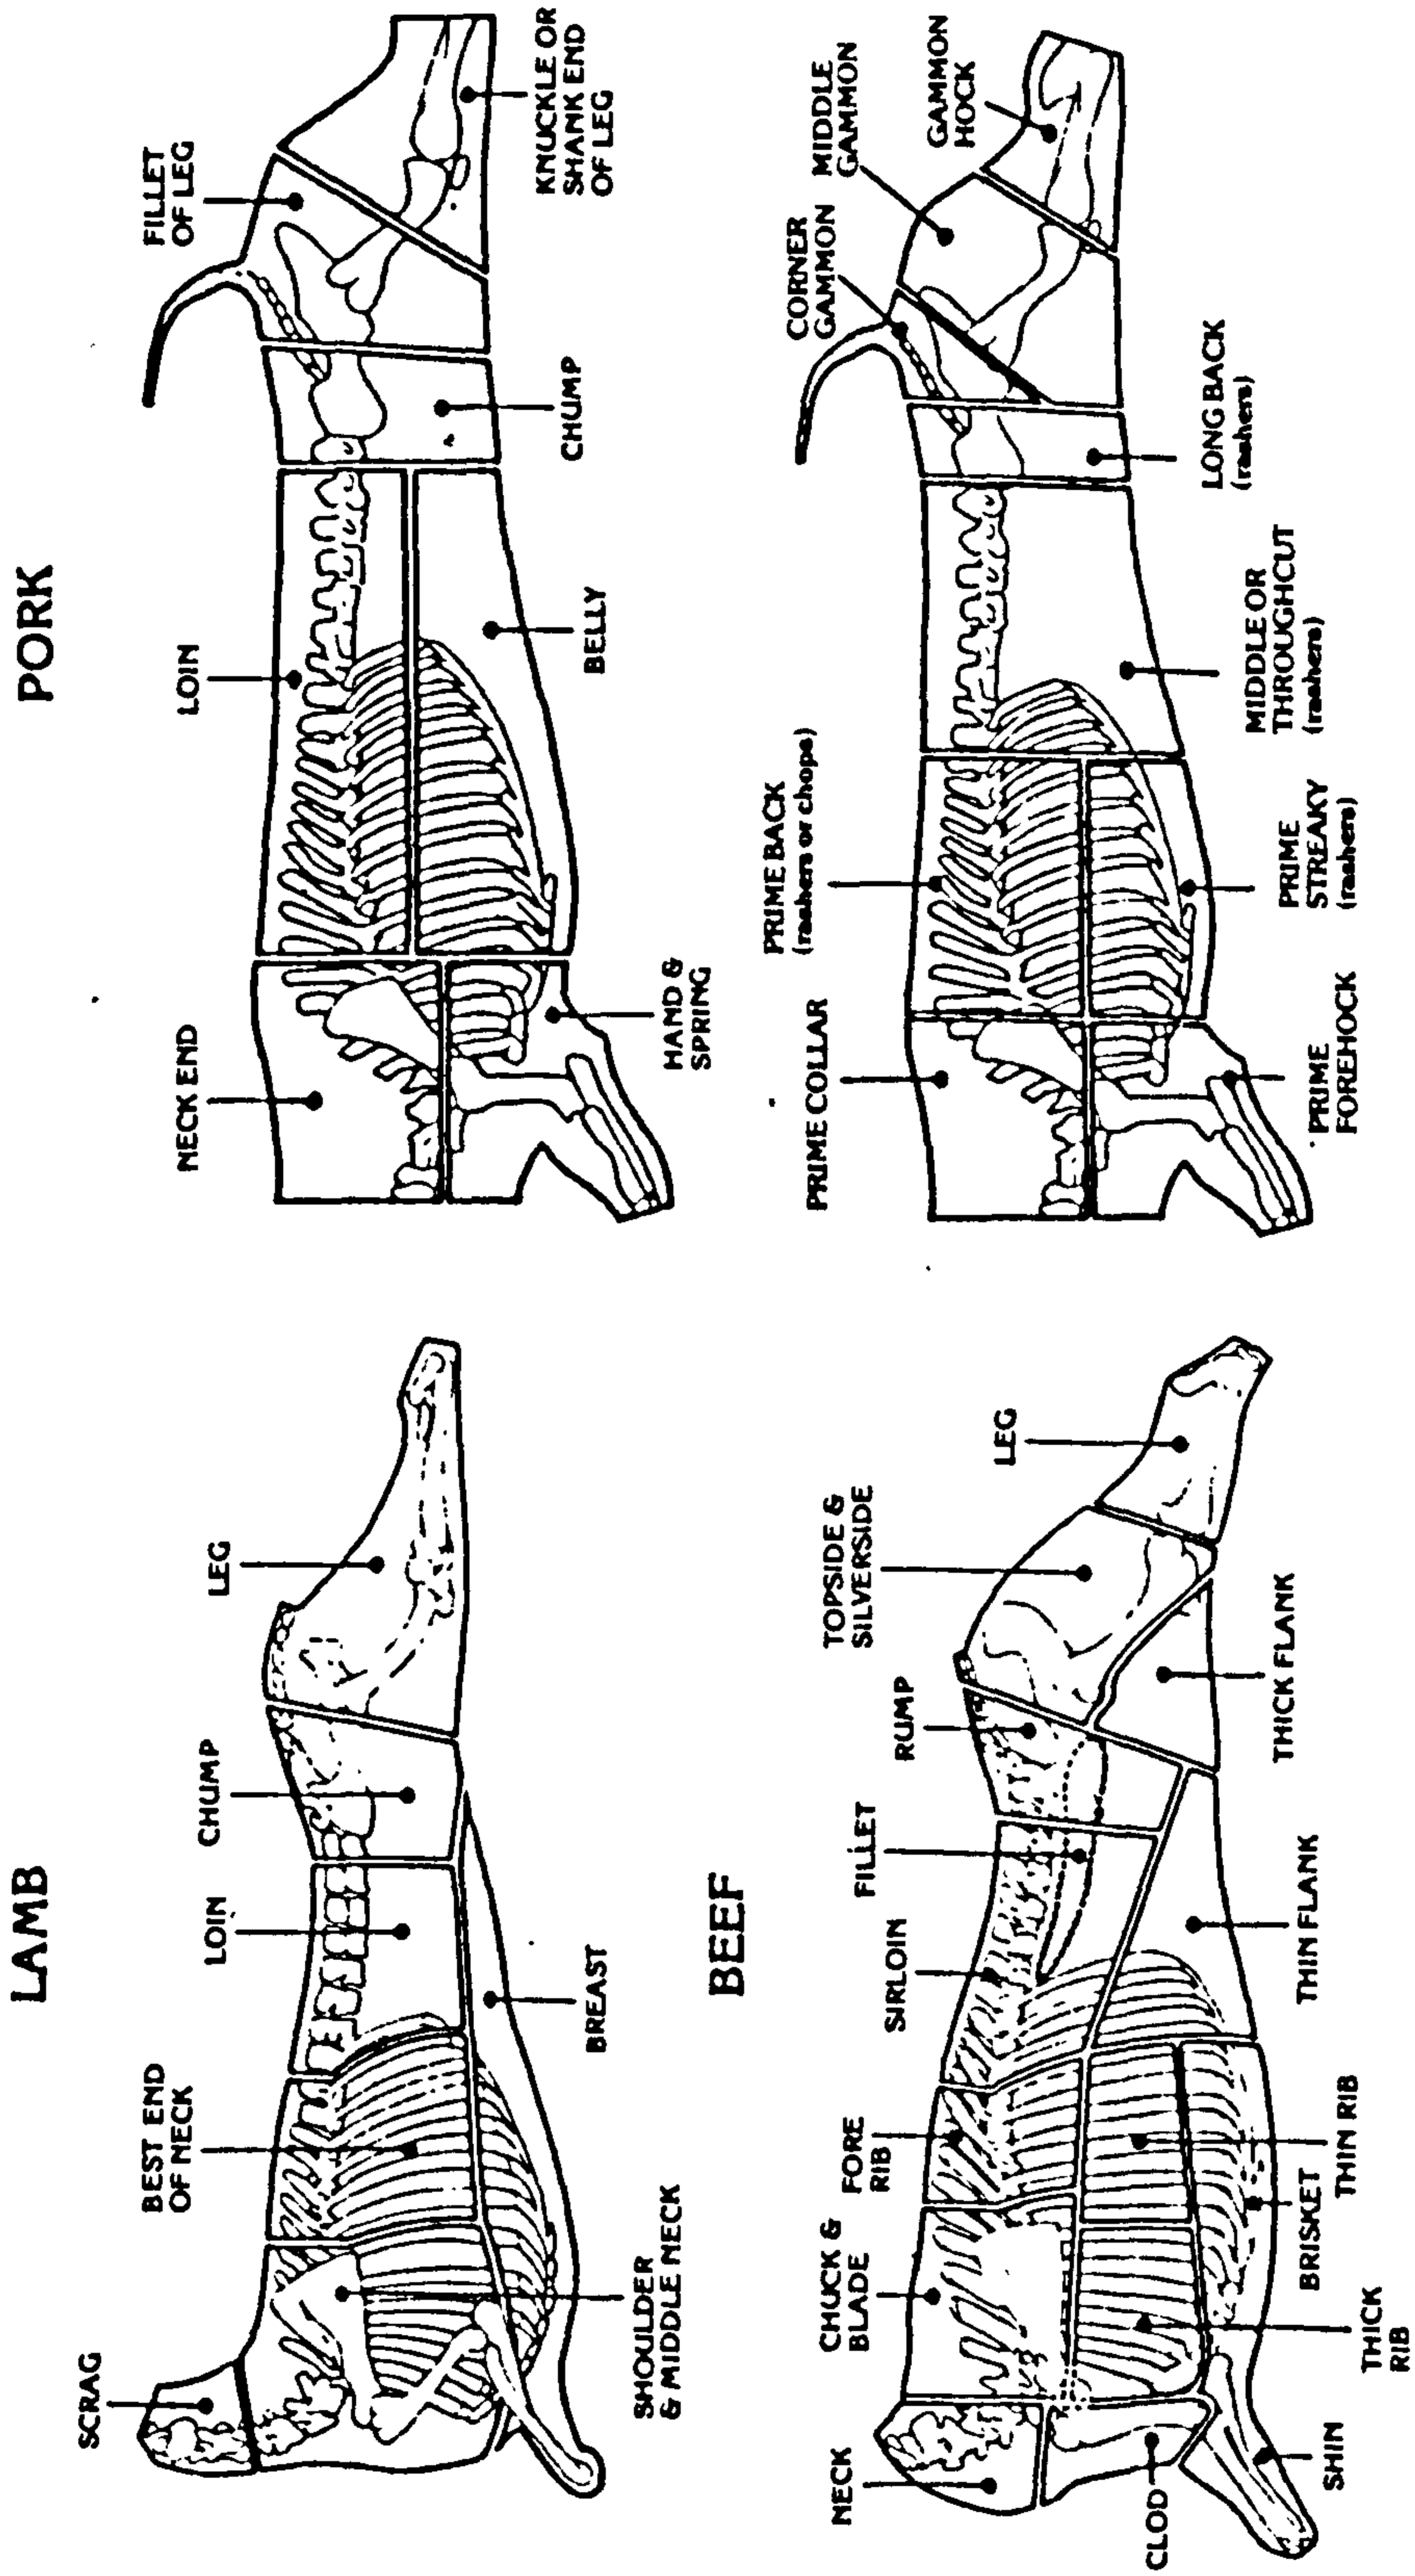 LAMB
SCRAG
BEST END
OF NECK
LOIN
CHUMP
LEG
SHOULDER
& MIDDLE NECK
BREAST
PORK
NECK END
LOIN
FILLET
OF LEG
HAND &
SPRING
BELLY
CHUMP
KNUCKLE OR
SHANK END
OF LEG
BEEF
NECK
CHUCK &
BLADE
FORE
RIB
SIRLOIN
FILLET
RUMP
TOPSIDE &
SILVERSIDE
LEG
CLOD
SHIN
THICK
RIB
BRISKET
THIN RIB
THIN FLANK
THICK FLANK
PRIME COLLAR
PRIME BACK
(rashers or chops)
CORNER
GAMMON
MIDDLE
GAMMON
GAMMON
HOCK
PRIME
FOREHOCK
PRIME
STREAKY
(rashers)
MIDDLE OR
THROUGHCUT
(rashers)
LONG BACK
(rashers)